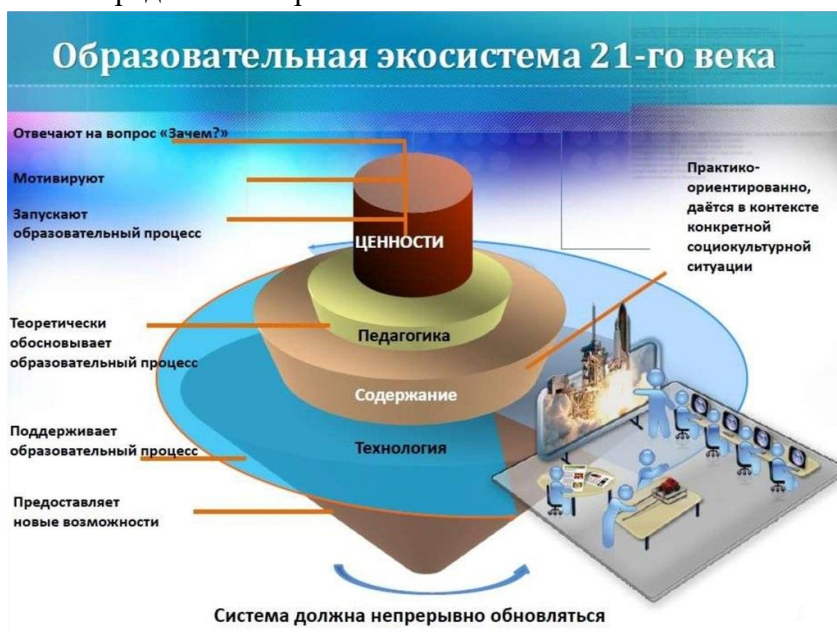 Образовательная экосистема 21-го века
Отвечают на вопрос «Зачем?»
Мотивируют
Запускают
образовательный процесс
ЦЕННОСТИ
Практико-
ориентированно,
даётся в контексте
конкретной
социокультурной
ситуации
Теоретически
обосновывает
образовательный процесс
Педагогика
Содержание
Поддерживает
образовательный процесс
Технология
Предоставляет
новые возможности
Система должна непрерывно обновляться